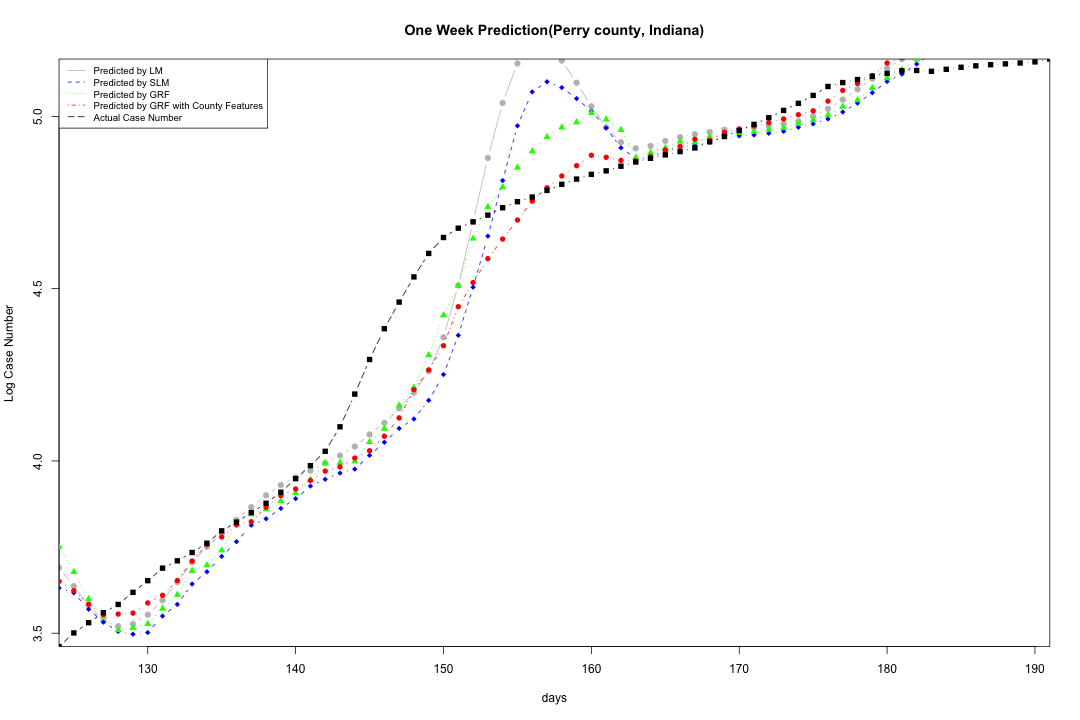 One Week Prediction(Perry county, Indiana)
Predicted by LM
Predicted by SLM
Predicted by GRF
Predicted by GRF with County Features
Actual Case Number
Log Case Number
5.0
4.5
4.0
3.5
130 140 150 160 170 180 190
days